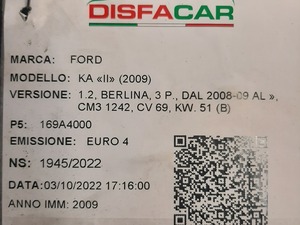 DISFACAR
MARCA: FORD
MODELLO: KA «II» (2009)
VERSIONE: 1.2, BERLINA, 3 P., DAL 2008-09 AL »,
CM3 1242, CV 69, KW. 51 (B)
P5: 169A4000
EMISSIONE: EURO 4
NS: 1945/2022
DATA:03/10/2022 17:16:00
ANNO IMM: 2009